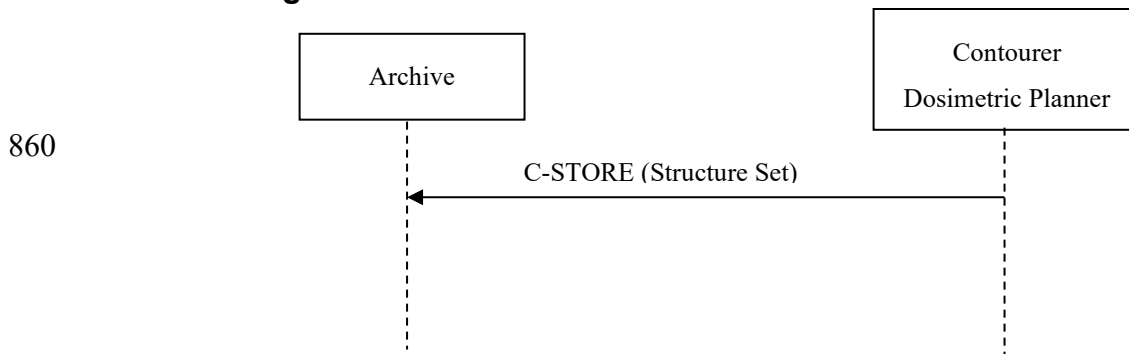 Contourer
Archive
Dosimetric Planner
860
C-STORE (Structure Set)